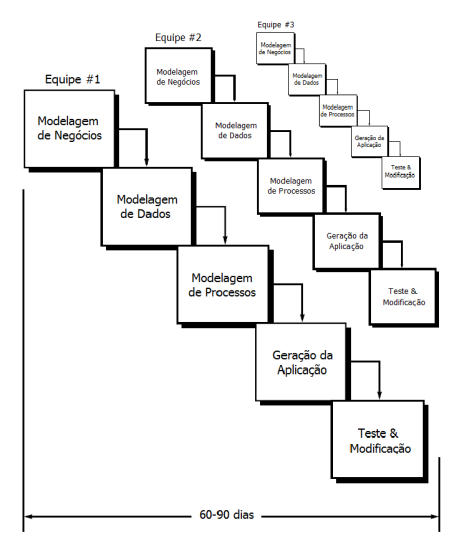 Equipe #1
Modelagem
de Negócios
Modelagem
de Dados
Modelagem
de Processos
Geração da
Aplicação
Teste &
Modificação
Equipe #2
Modelagem
de Negócios
Modelagem
de Dados
Modelagem
de Processos
Geração da
Aplicação
Teste &
Modificação
Equipe #3
Modelagem
de Negócios
Modelagem
de Dados
Modelagem
de Processos
Geração da
Aplicação
Teste &
Modificação
60-90 dias